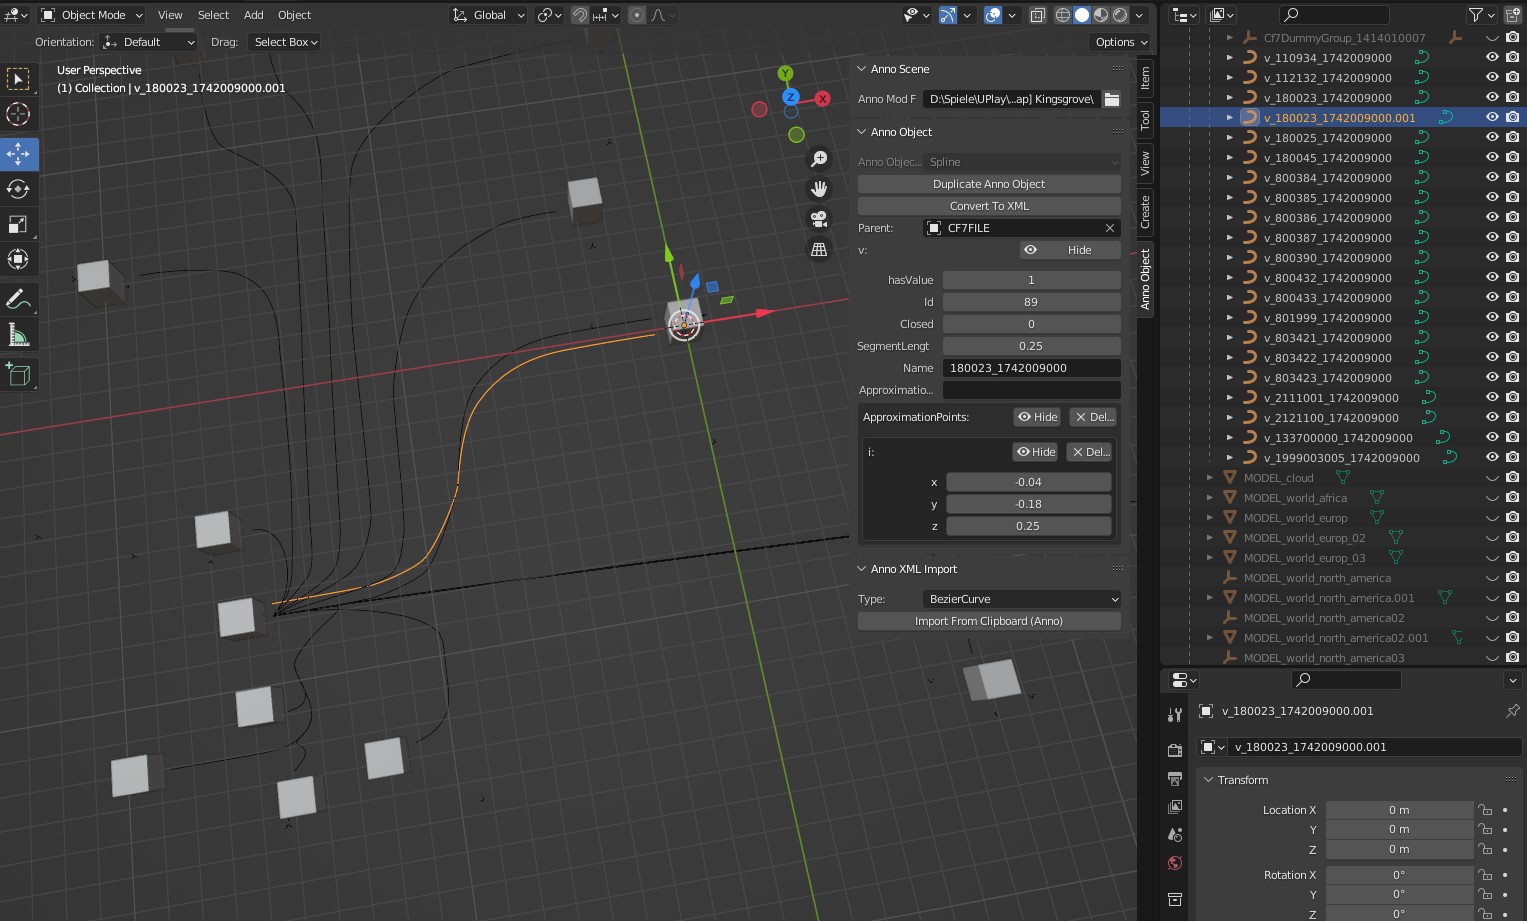 Object Mode
View
Select
Add
Object
Global
Orientation:
Default
Drag:
Select Box
Options
User Perspective
(1) Collection | v_180023_1742009000.001
Y
Z
X
Anno Scene
Anno Mod F
D:\Spiele\UPlay\...ap] Kingsgrove\
Anno Object
Anno Objec...
Spline
Duplicate Anno Object
Convert To XML
Parent:
CF7FILE
v:
Hide
hasValue
1
Id
89
Closed
0
SegmentLengt
0.25
Name
180023_1742009000
Approximatio...
ApproximationPoints:
Hide
Del...
i:
Hide
Del...
x
-0.04
y
-0.18
z
0.25
Anno XML Import
Type:
BezierCurve
Import From Clipboard (Anno)
Item
Tool
View
Create
Anno Object
Cf7DummyGroup_1414010007
v_110934_1742009000
v_112132_1742009000
v_180023_1742009000
v_180023_1742009000.001
v_180025_1742009000
v_180045_1742009000
v_800384_1742009000
v_800385_1742009000
v_800386_1742009000
v_800387_1742009000
v_800390_1742009000
v_800432_1742009000
v_800433_1742009000
v_801999_1742009000
v_803421_1742009000
v_803422_1742009000
v_803423_1742009000
v_2111001_1742009000
v_2121100_1742009000
v_133700000_1742009000
v_1999003005_1742009000
MODEL_cloud
MODEL_world_africa
MODEL_world_europ
MODEL_world_europ_02
MODEL_world_europ_03
MODEL_world_north_america
MODEL_world_north_america.001
MODEL_world_north_america02
MODEL_world_north_america02.001
MODEL_world_north_america03
v_180023_1742009000.001
v_180023_1742009000.001
Transform
Location X
0 m
Y
0 m
Z
0 m
Rotation X
0°
Y
0°
Z
0°